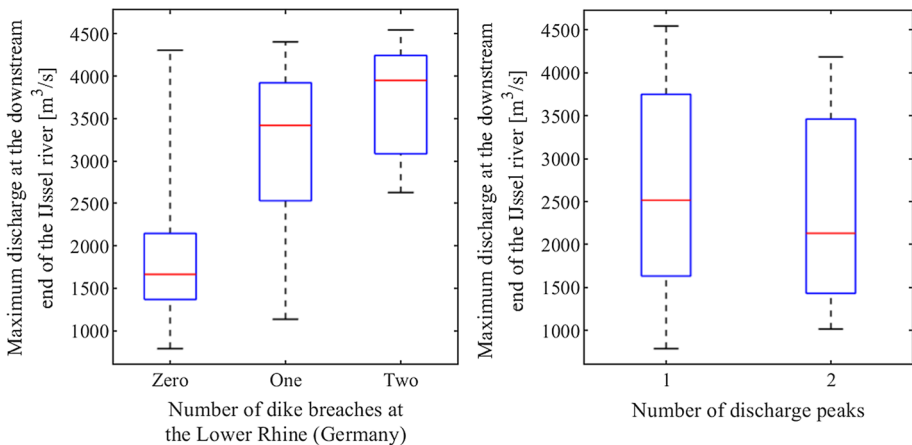 Maximum discharge at the downstream
end of the IJssel river [m³/s]
4500
4000
3500
3000
2500
2000
1500
1000
Zero One Two
Number of dike breaches at
the Lower Rhine (Germany)
Maximum discharge at the downstream
end of the IJssel river [m³/s]
4500
4000
3500
3000
2500
2000
1500
1000
1 2
Number of discharge peaks